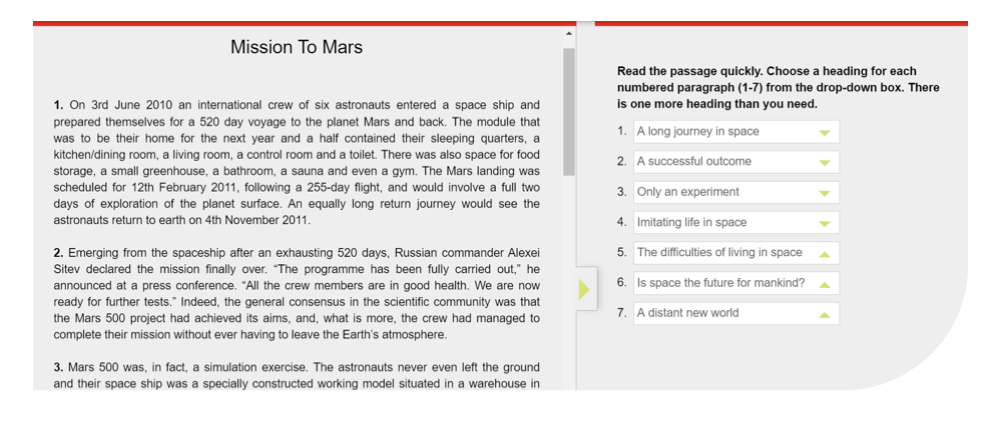 Mission To Mars
1. On 3rd June 2010 an international crew of six astronauts entered a space ship and
prepared themselves for a 520 day voyage to the planet Mars and back. The module that
was to be their home for the next year and a half contained their sleeping quarters, a
kitchen/dining room, a living room, a control room and a toilet. There was also space for food
storage, a small greenhouse, a bathroom, a sauna and even a gym. The Mars landing was
scheduled for 12th February 2011, following a 255-day flight, and would involve a full two
days of exploration of the planet surface. An equally long return journey would see the
astronauts return to earth on 4th November 2011.
2. Emerging from the spaceship after an exhausting 520 days, Russian commander Alexei
Sitev declared the mission finally over. “The programme has been fully carried out,” he
announced at a press conference. “All the crew members are in good health. We are now
ready for further tests.” Indeed, the general consensus in the scientific community was that
the Mars 500 project had achieved its aims, and, what is more, the crew had managed to
complete their mission without ever having to leave the Earth’s atmosphere.
3. Mars 500 was, in fact, a simulation exercise. The astronauts never even left the ground
and their space ship was a specially constructed working model situated in a warehouse in
Read the passage quickly. Choose a heading for each
numbered paragraph (1-7) from the drop-down box. There
is one more heading than you need.
1. A long journey in space
2. A successful outcome
3. Only an experiment
4. Imitating life in space
5. The difficulties of living in space
6. Is space the future for mankind?
7. A distant new world